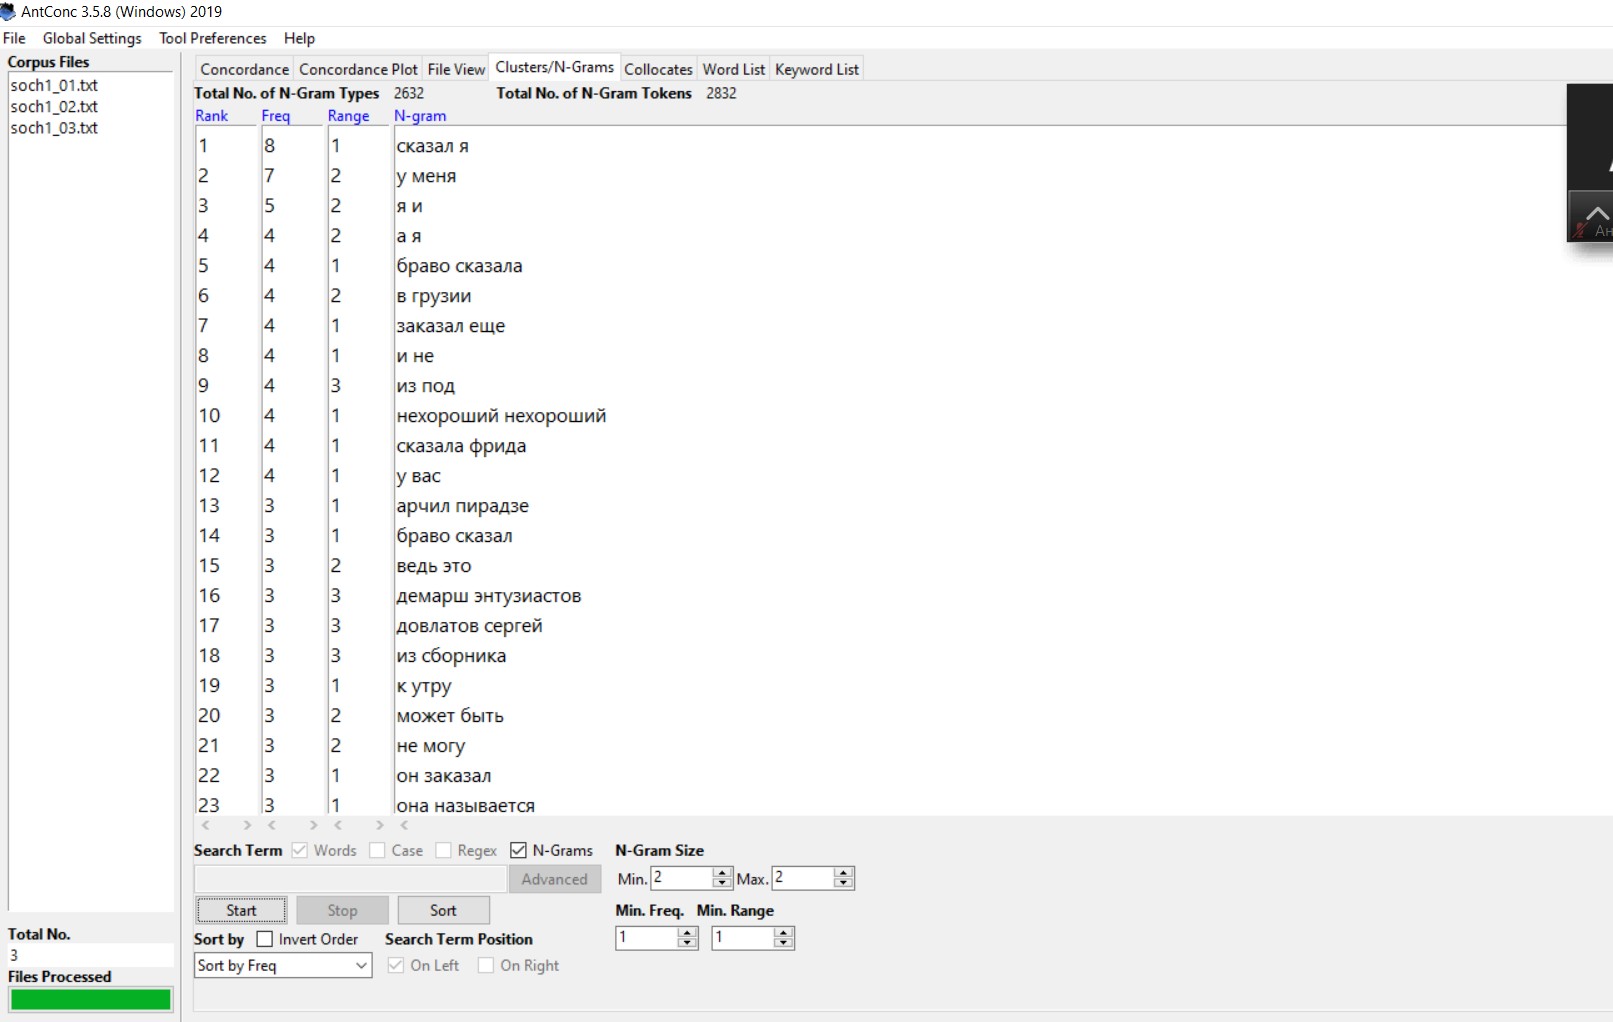 AntConc 3.5.8 (Windows) 2019
File Global Settings Tool Preferences Help
Corpus Files
soch1_01.txt
soch1_02.txt
soch1_03.txt
Concordance Concordance Plot File View Clusters/N-Grams Collocates Word List Keyword List
Total No. of N-Gram Types 2632 Total No. of N-Gram Tokens 2832
Rank Freq Range N-gram
1 8 1 сказал я
2 7 2 у меня
3 5 2 я и
4 4 2 а я
5 4 1 браво сказала
6 4 2 в грузии
7 4 1 заказал еще
8 4 1 и не
9 4 3 из под
10 4 1 нехороший нехороший
11 4 1 сказала фрида
12 4 1 у вас
13 3 1 арчил пирадзе
14 3 1 браво сказал
15 3 2 ведь это
16 3 3 демарш энтузиастов
17 3 3 довлатов сергей
18 3 3 из сборника
19 3 1 к утру
20 3 2 может быть
21 3 2 не могу
22 3 1 он заказал
23 3 1 она называется
Search Term Words Case Regex N-Grams N-Gram Size
Advanced Min. 2 Max. 2
Start Stop Sort Min. Freq. Min. Range
Sort by Invert Order Search Term Position 1 1
Sort by Freq On Left On Right
Total No.
3
Files Processed